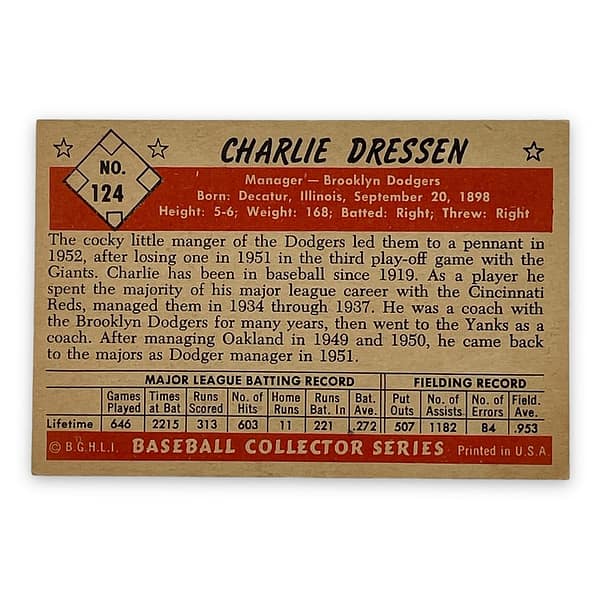 NO.
124
CHARLIE DRESSEN
Manager — Brooklyn Dodgers
Born: Decatur, Illinois, September 20, 1898
Height: 5-6; Weight: 168; Batted: Right; Threw: Right
The cocky little manger of the Dodgers led them to a pennant in
1952, after losing one in 1951 in the third play-off game with the
Giants. Charlie has been in baseball since 1919. As a player he
spent the majority of his major league career with the Cincinnati
Reds, managed them in 1934 through 1937. He was a coach with
the Brooklyn Dodgers for many years, then went to the Yanks as a
coach. After managing Oakland in 1949 and 1950, he came back
to the majors as Dodger manager in 1951.
MAJOR LEAGUE BATTING RECORD FIELDING RECORD
Games Times Runs No. of Home Runs Bat. Put No. of No. of Field.
Played at Bat Scored Hits Runs Bat. In Ave. Outs Assists Errors Ave.
Lifetime 646 2215 313 603 11 221 .272 507 1182 84 .953
© B.G.H.L.I. BASEBALL COLLECTOR SERIES Printed in U.S.A.